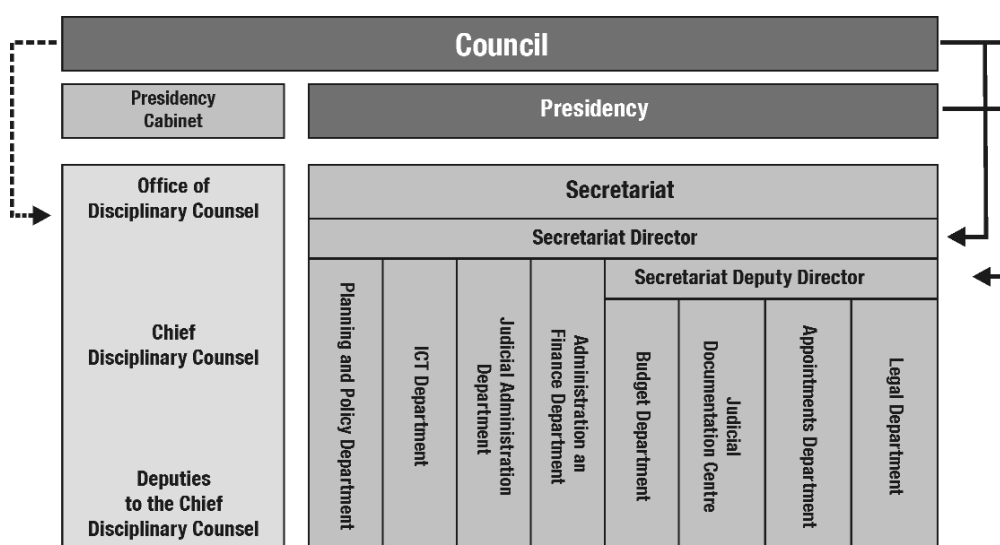 Council
Presidency
Cabinet
Presidency
Office of
Disciplinary Counsel
Chief
Disciplinary Counsel
Deputies
to the Chief
Disciplinary Counsel
Secretariat
Secretariat Director
Secretariat Deputy Director
Planning and Policy Department
ICT Department
Judicial Administration
Department
Administration an
Finance Department
Budget Department
Judicial
Documentation Centre
Appointments Department
Legal Department